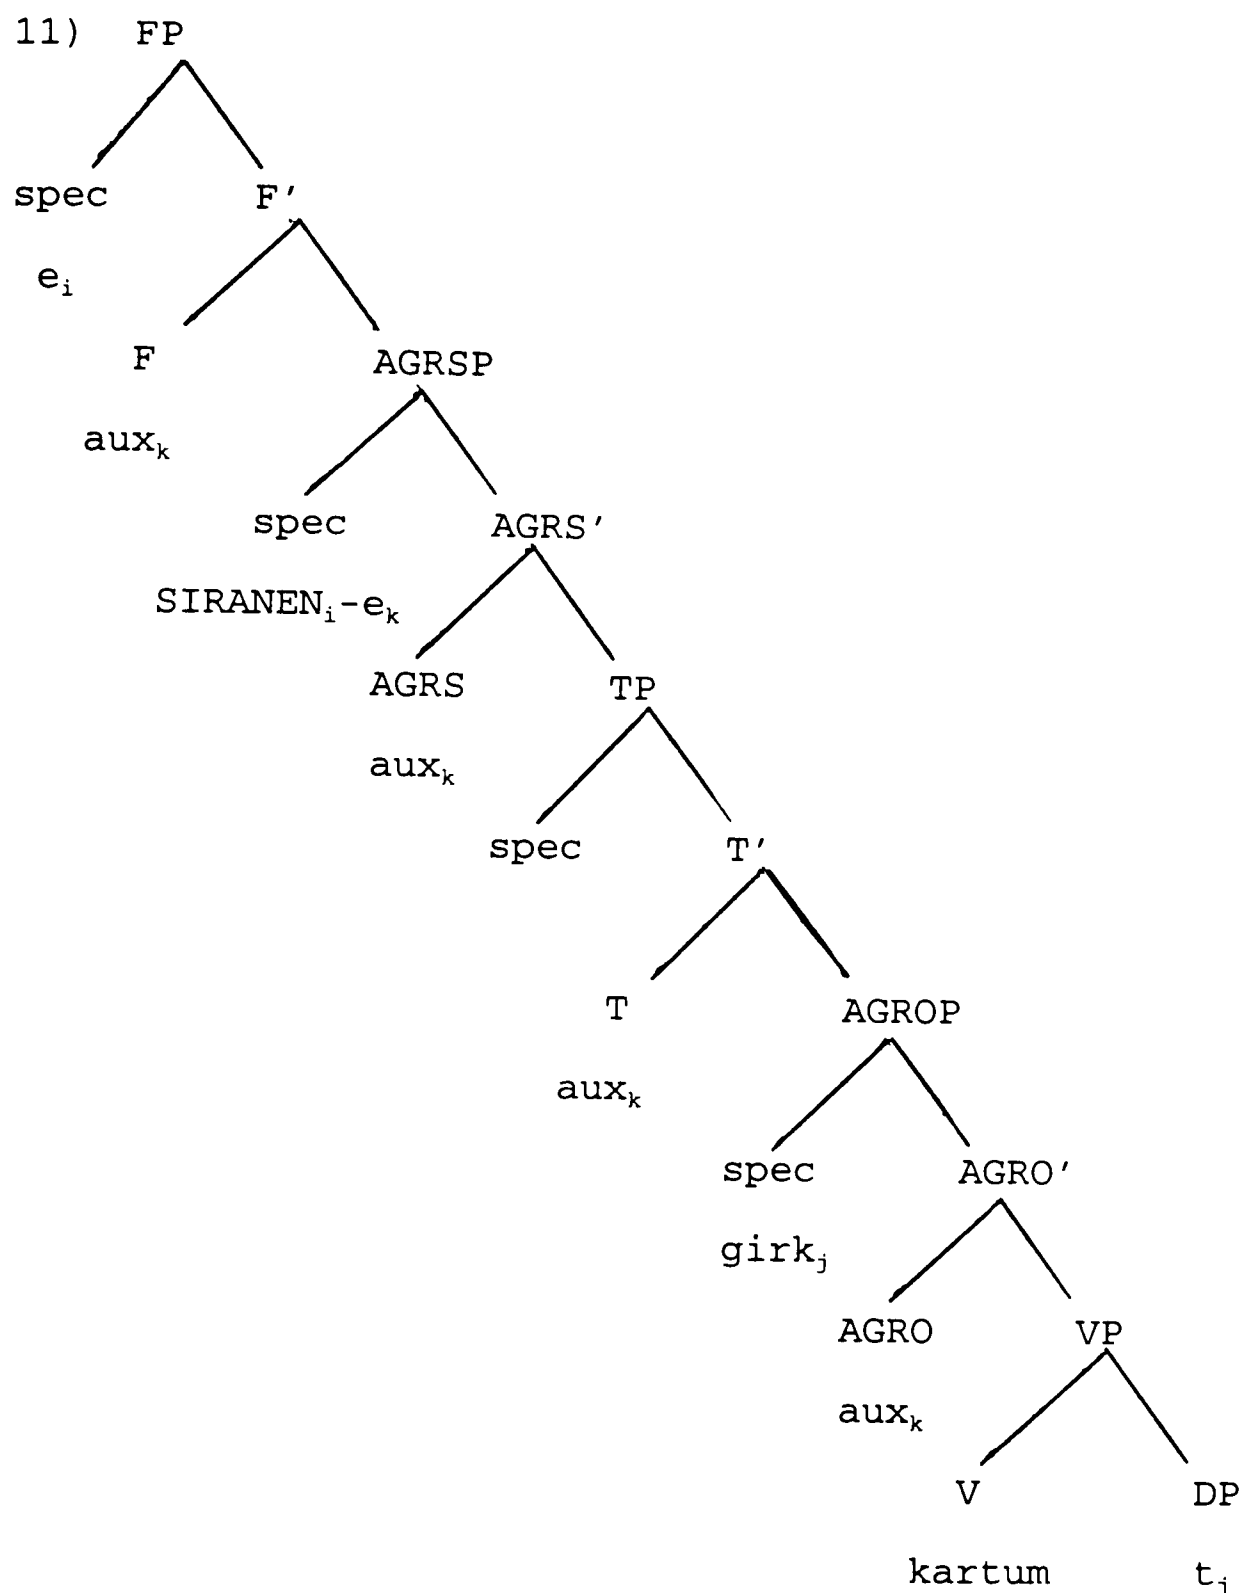 11) FP
spec F'
e_i
F AGRSP
aux_k
spec AGRS'
SIRANEN_i-e_k
AGRS TP
aux_k
spec T'
T AGROP
aux_k
spec AGRO'
girk_j
AGRO VP
aux_k
V DP
kartum t_j